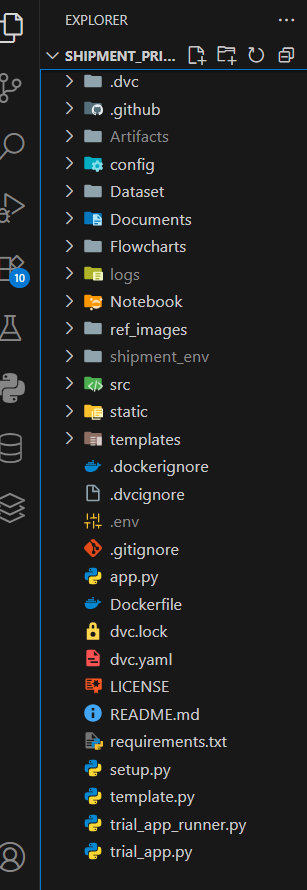 EXPLORER
SHIPMENT_PRI...
.dvc
.github
Artifacts
config
Dataset
Documents
Flowcharts
logs
Notebook
ref_images
shipment_env
src
static
templates
.dockerignore
.dvcignore
.env
.gitignore
app.py
Dockerfile
dvc.lock
dvc.yaml
LICENSE
README.md
requirements.txt
setup.py
template.py
trial_app_runner.py
trial_app.py
10